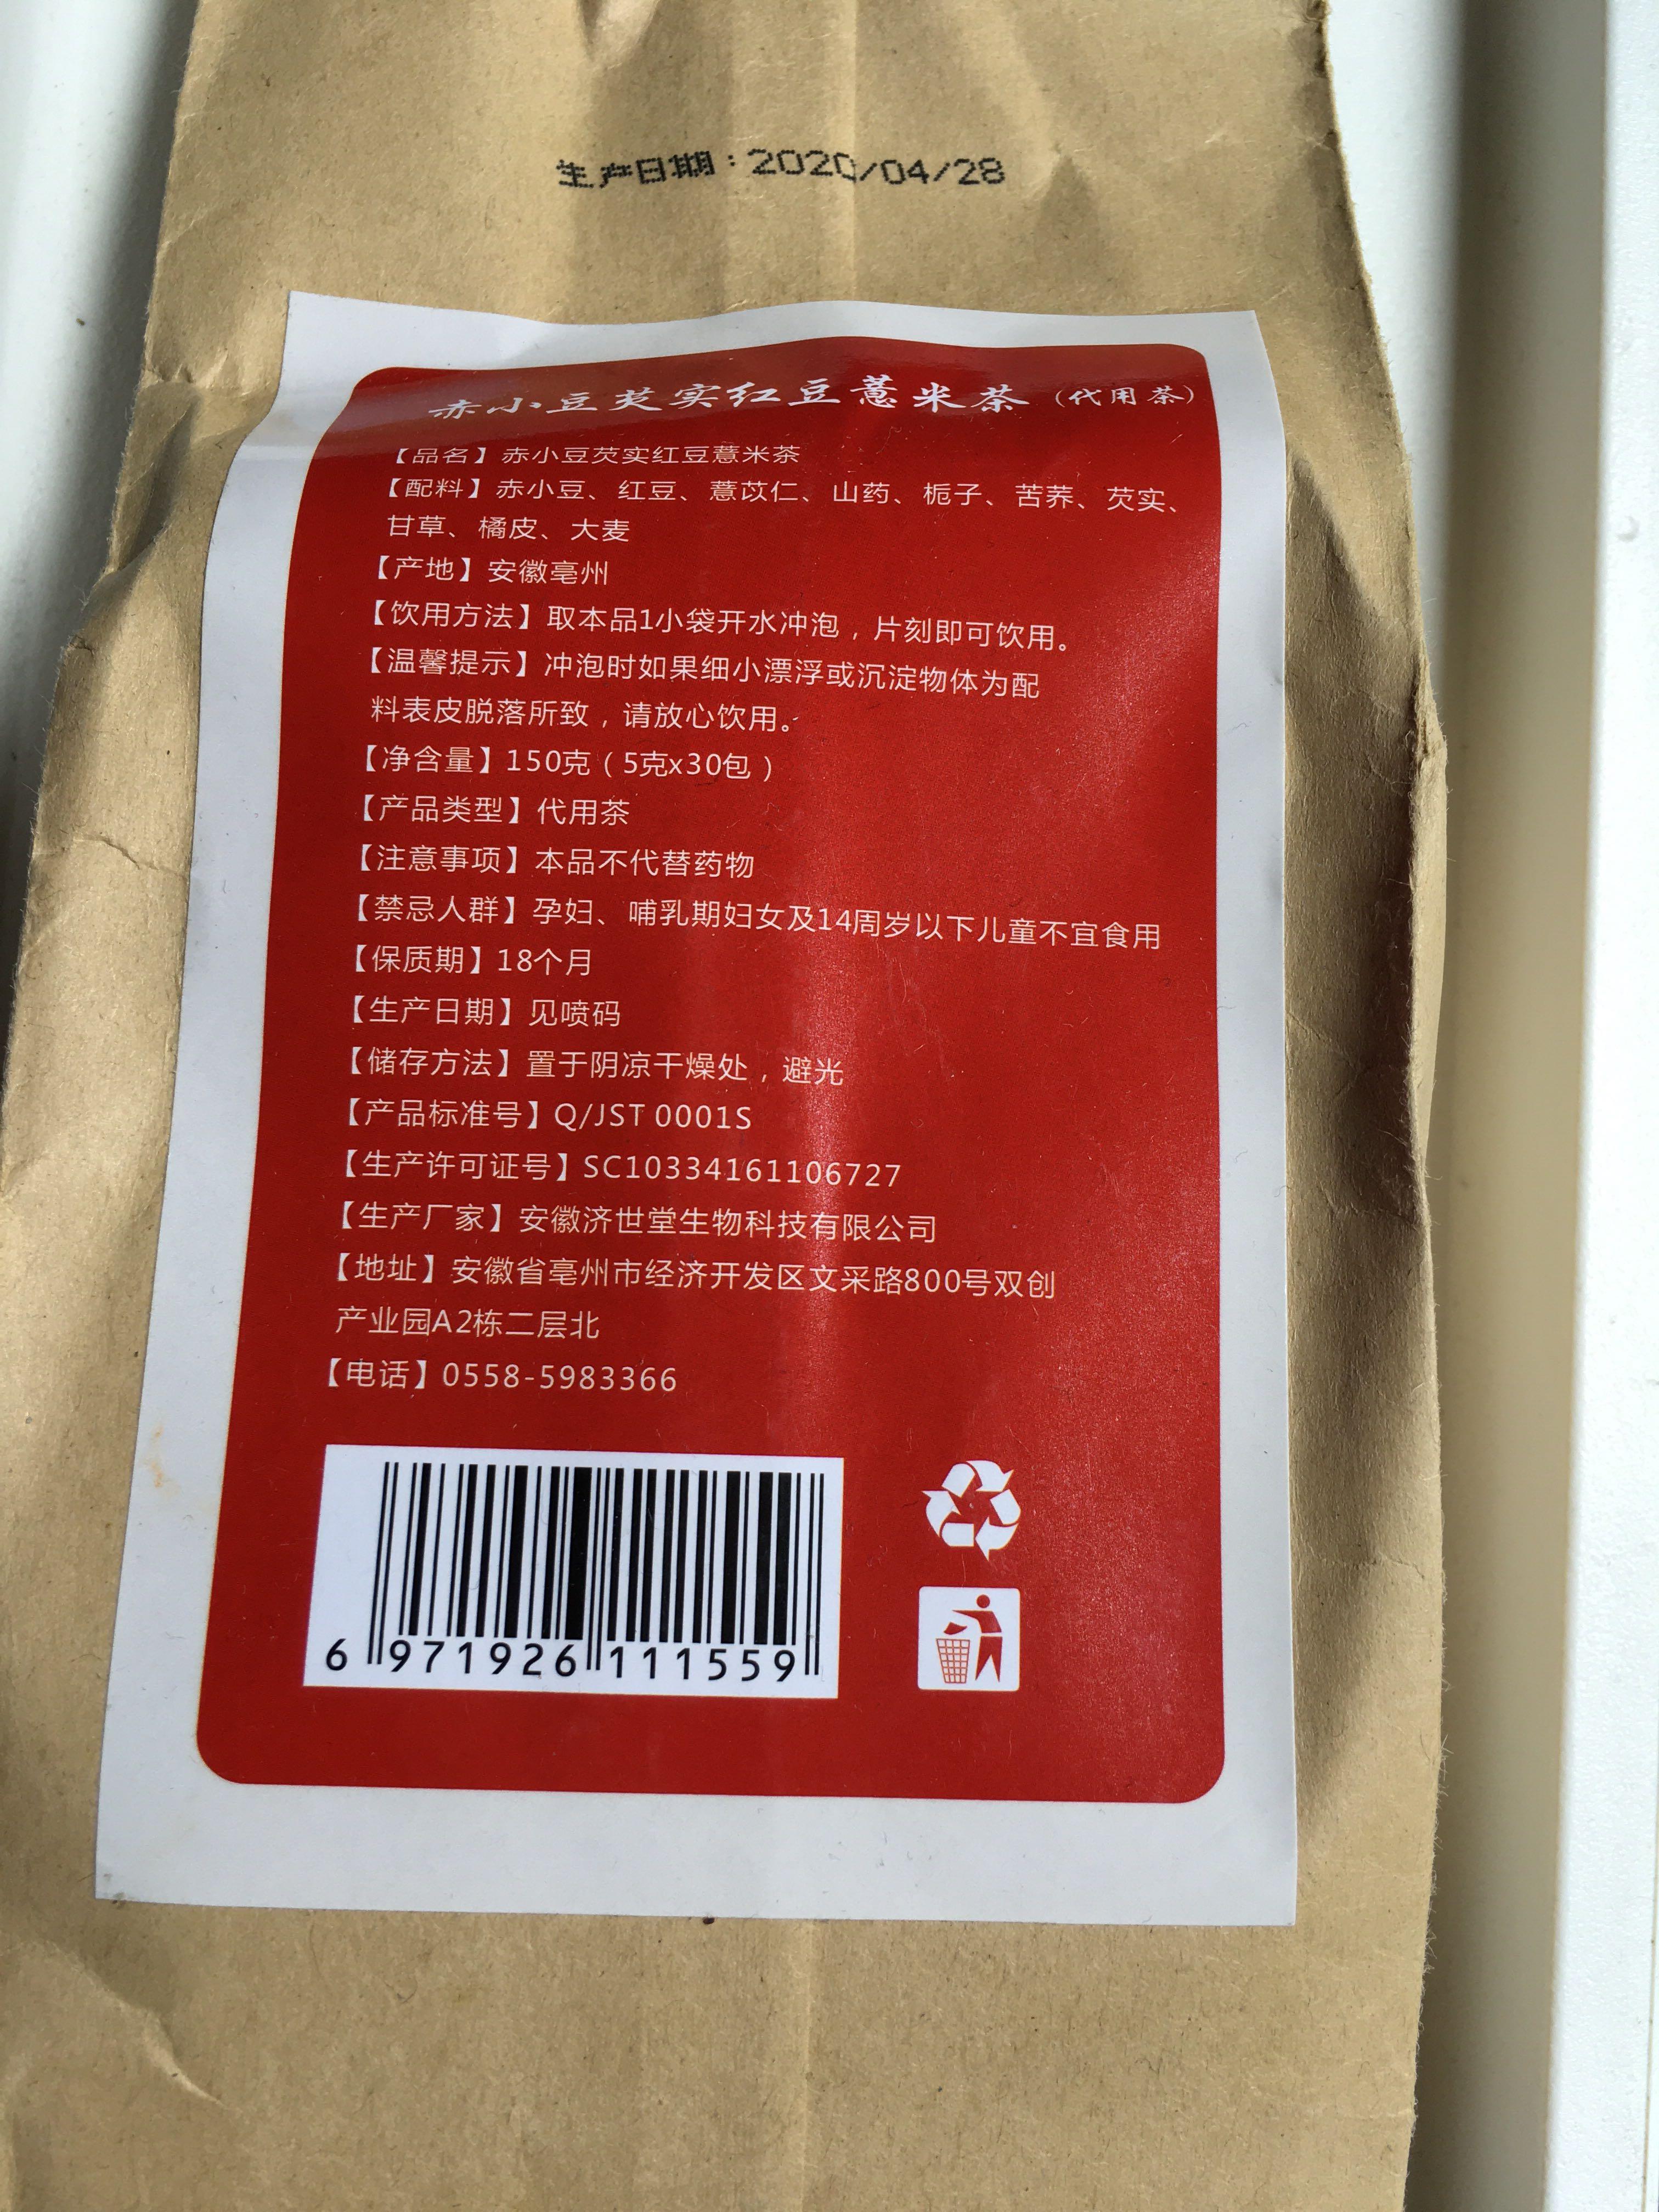 生产日期：2020/04/28
赤小豆芡实红豆薏米茶（代用茶）
【品名】赤小豆芡实红豆薏米茶
【配料】赤小豆、红豆、薏苡仁、山药、栀子、苦荞、芡实、
甘草、橘皮、大麦
【产地】安徽亳州
【饮用方法】取本品1小袋开水冲泡，片刻即可饮用。
【温馨提示】冲泡时如果细小漂浮或沉淀物体为配
料表皮脱落所致，请放心饮用。
【净含量】150克（5克x30包）
【产品类型】代用茶
【注意事项】本品不代替药物
【禁忌人群】孕妇、哺乳期妇女及14周岁以下儿童不宜食用
【保质期】18个月
【生产日期】见喷码
【储存方法】置于阴凉干燥处，避光
【产品标准号】Q/JST 0001S
【生产许可证号】SC10334161106727
【生产厂家】安徽济世堂生物科技有限公司
【地址】安徽省亳州市经济开发区文采路800号双创
产业园A2栋二层北
【电话】0558-5983366
6 971926 111559